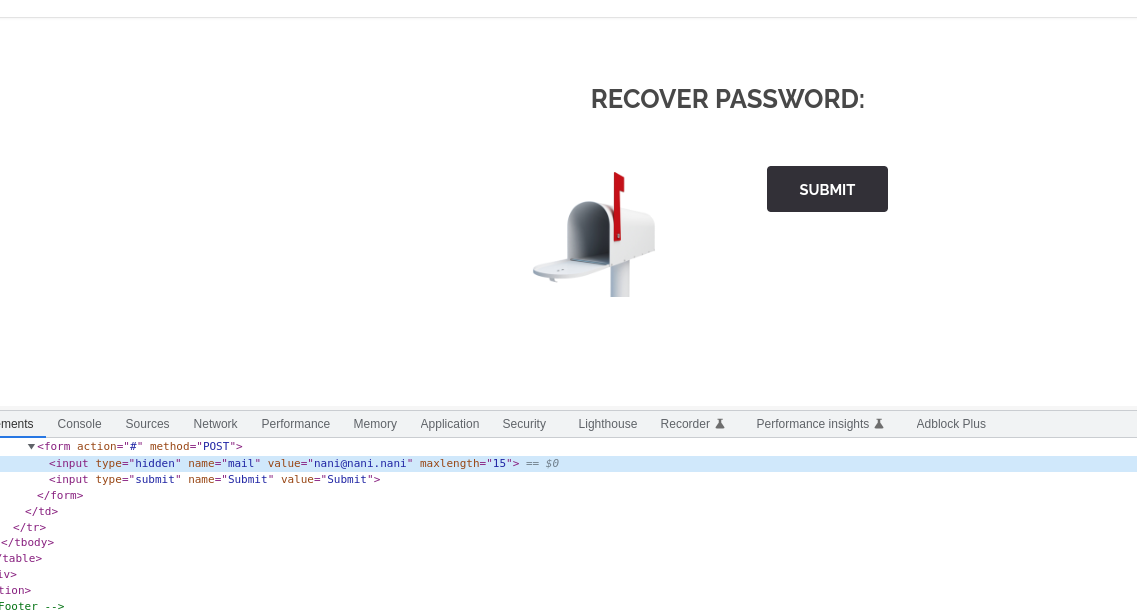 RECOVER PASSWORD:
SUBMIT
ements Console Sources Network Performance Memory Application Security Lighthouse Recorder Performance insights Adblock Plus
<form action="#" method="POST">
<input type="hidden" name="mail" value="nani@nani.nani" maxlength="15"> == $0
<input type="submit" name="Submit" value="Submit">
</form>
</td>
</tr>
</tbody>
/table>
iv>
tion>
Footer -->